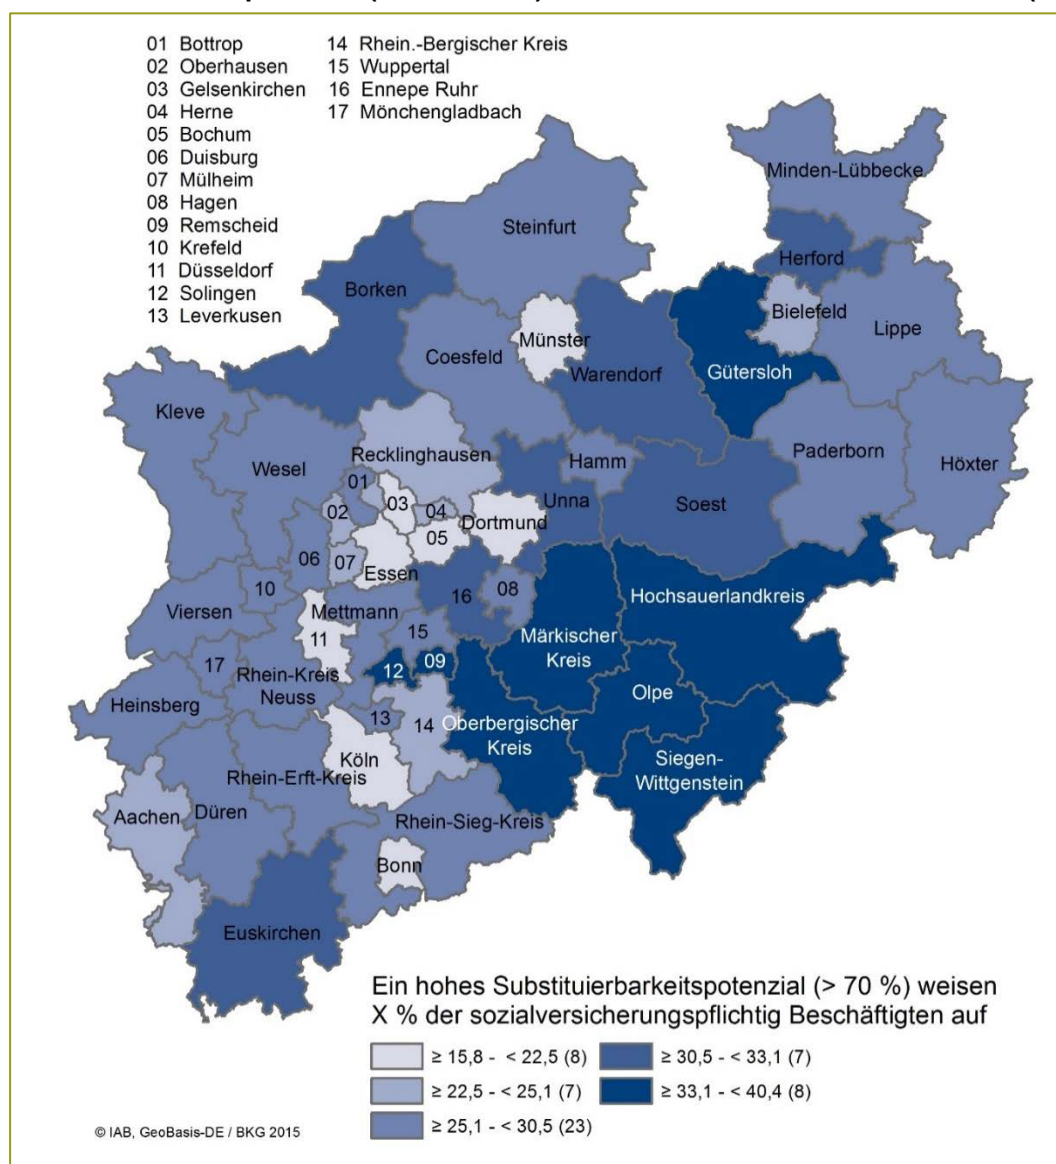 01 Bottrop
02 Oberhausen
03 Gelsenkirchen
04 Herne
05 Bochum
06 Duisburg
07 Mülheim
08 Hagen
09 Remscheid
10 Krefeld
11 Düsseldorf
12 Solingen
13 Leverkusen
14 Rhein.-Bergischer Kreis
15 Wuppertal
16 Ennepe Ruhr
17 Mönchengladbach
Minden-Lübbecke
Steinfurt
Herford
Borken
Bielefeld
Münster
Lippe
Coesfeld
Warendorf
Gütersloh
Kleve
Recklinghausen
Paderborn
Wesel
Hamm
Höxter
01
03
Unna
Soest
02
04
Dortmund
05
06
07
Essen
10
16
08
Hochsauerlandkreis
Viersen
Mettmann
11
15
Märkischer
Kreis
17
12
09
Rhein-Kreis
Neuss
Olpe
Heinsberg
13
14
Oberbergischer
Kreis
Köln
Siegen-
Wittgenstein
Rhein-Erft-Kreis
Aachen
Düren
Rhein-Sieg-Kreis
Bonn
Euskirchen
Ein hohes Substituierbarkeitspotenzial (> 70 %) weisen
X % der sozialversicherungspflichtig Beschäftigten auf
≥ 15,8 - < 22,5 (8)
≥ 22,5 - < 25,1 (7)
≥ 25,1 - < 30,5 (23)
≥ 30,5 - < 33,1 (7)
≥ 33,1 - < 40,4 (8)
© IAB, GeoBasis-DE / BKG 2015